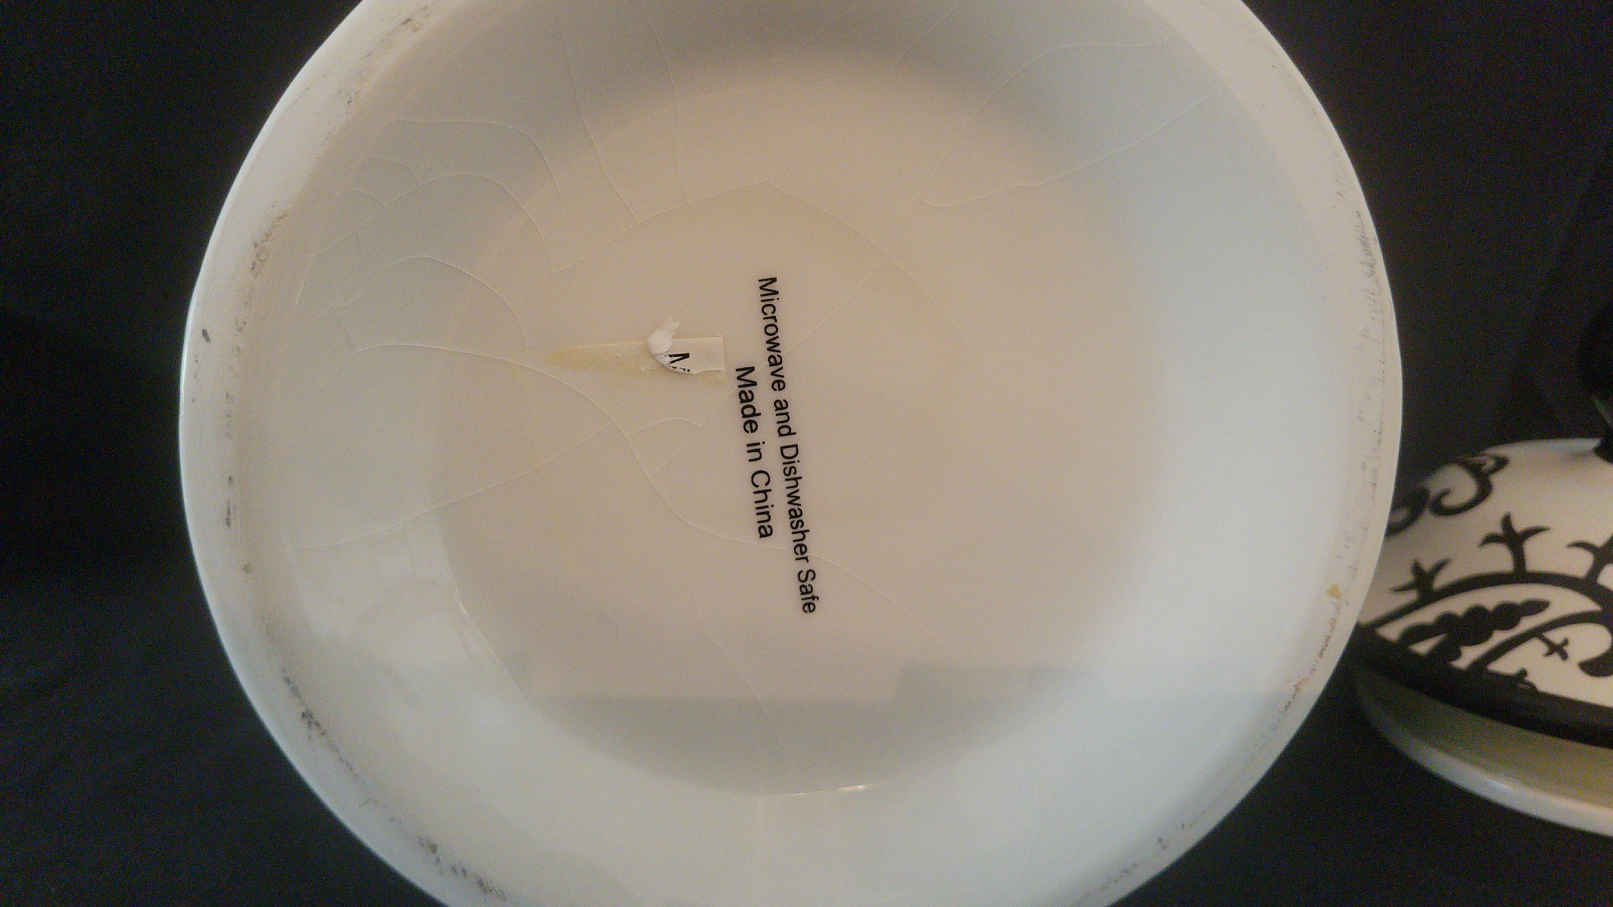 Microwave and Dishwasher Safe
Made in China